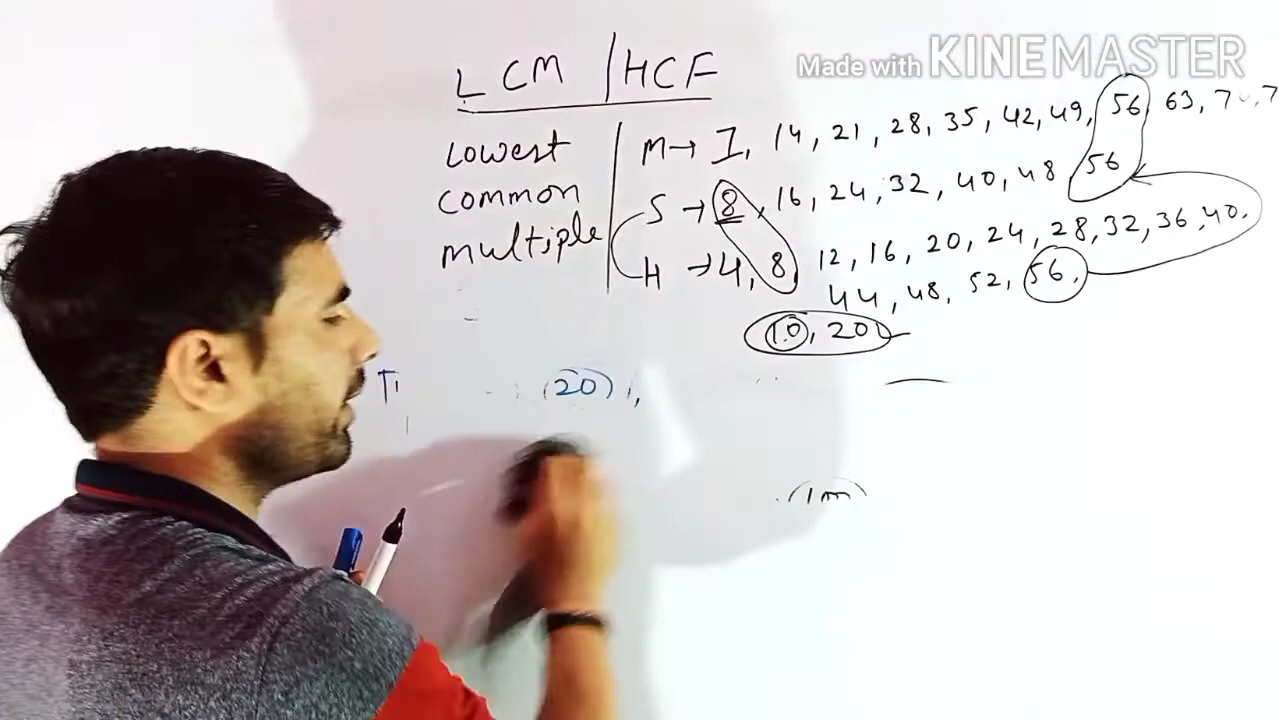 Made with KINEMASTER
LCM / HCF
Lowest
common
multiple
M → 7, 14, 21, 28, 35, 42, 49, 56 63, 7
S → 8, 16, 24, 32, 40, 48 56
H → 4, 8 12, 16, 20, 24, 28, 32, 36, 40,
44, 48, 52, 56,
10, 20
(20)